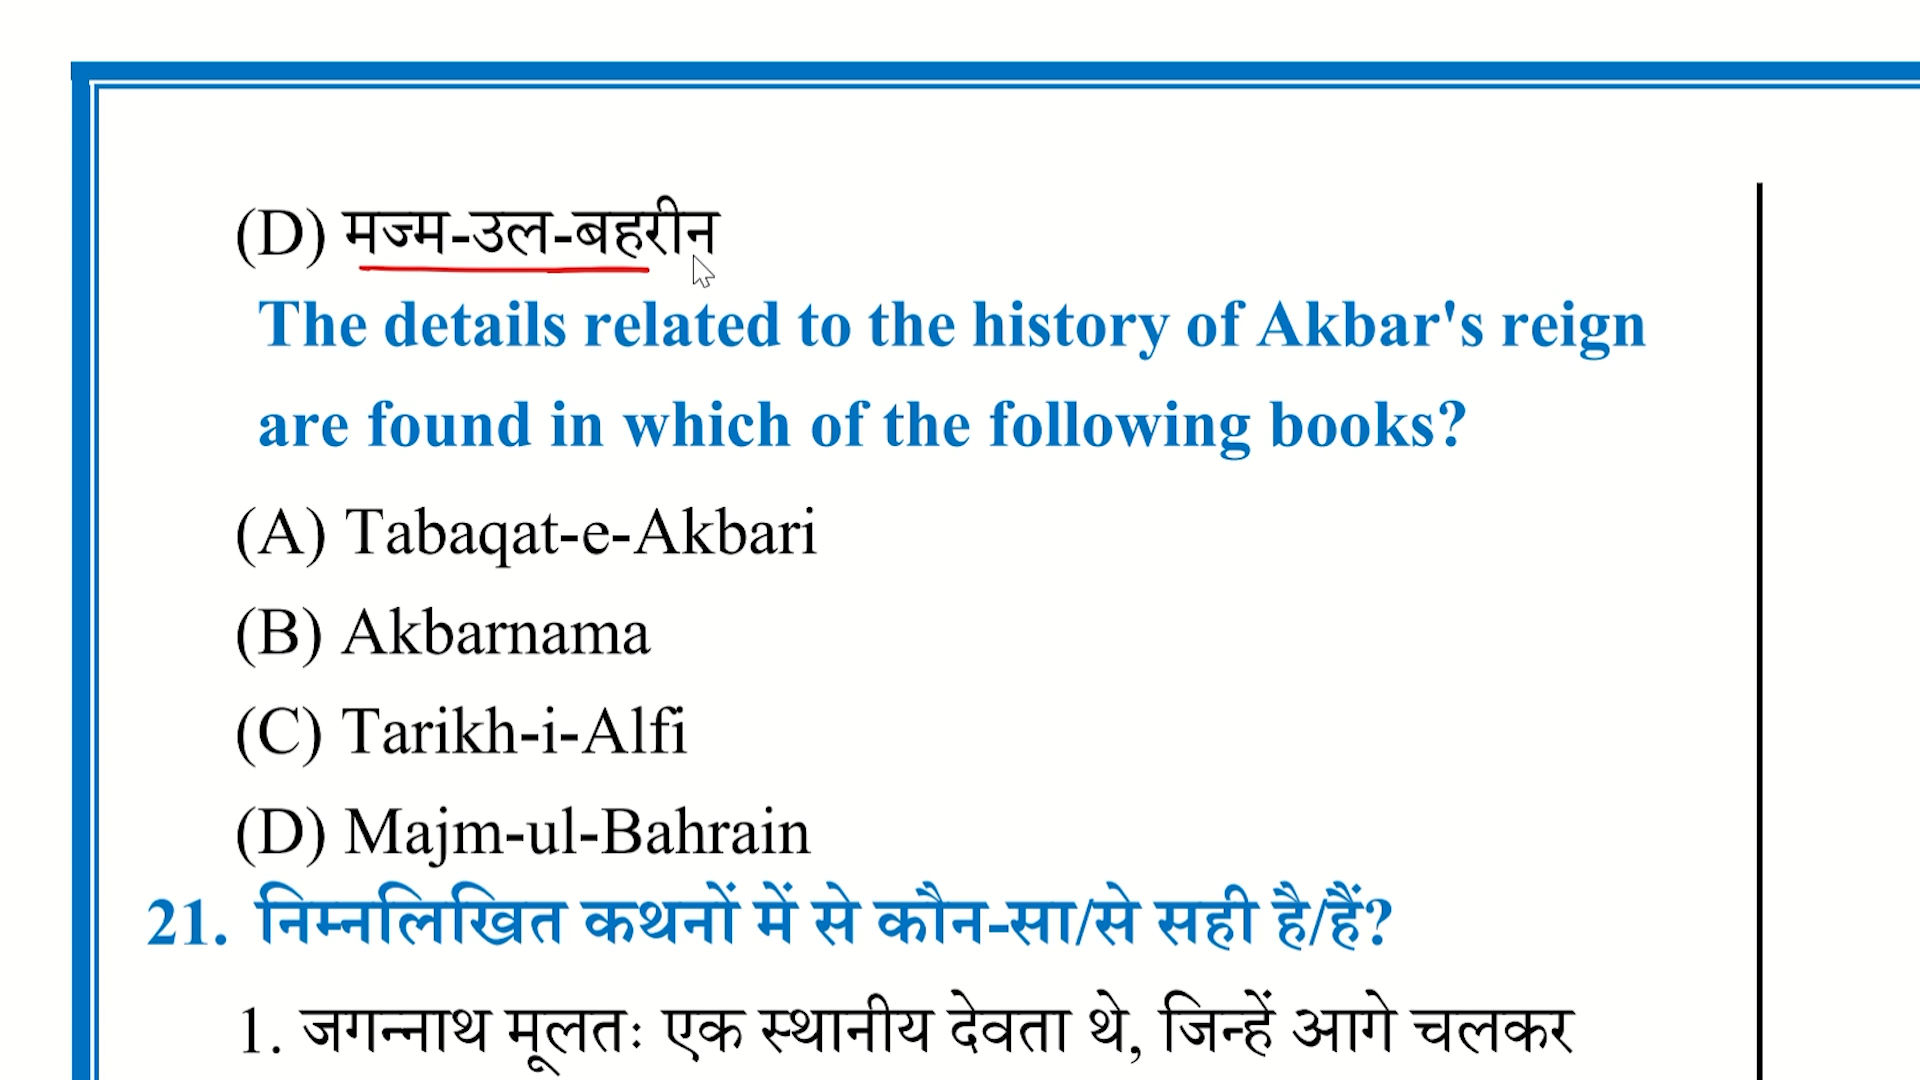 (D) मज्म-उल-बहरीन
The details related to the history of Akbar's reign
are found in which of the following books?
(A) Tabaqat-e-Akbari
(B) Akbarnama
(C) Tarikh-i-Alfi
(D) Majm-ul-Bahrain
21. निम्नलिखित कथनों में से कौन-सा/से सही है/हैं?
1. जगन्नाथ मूलतः एक स्थानीय देवता थे, जिन्हें आगे चलकर